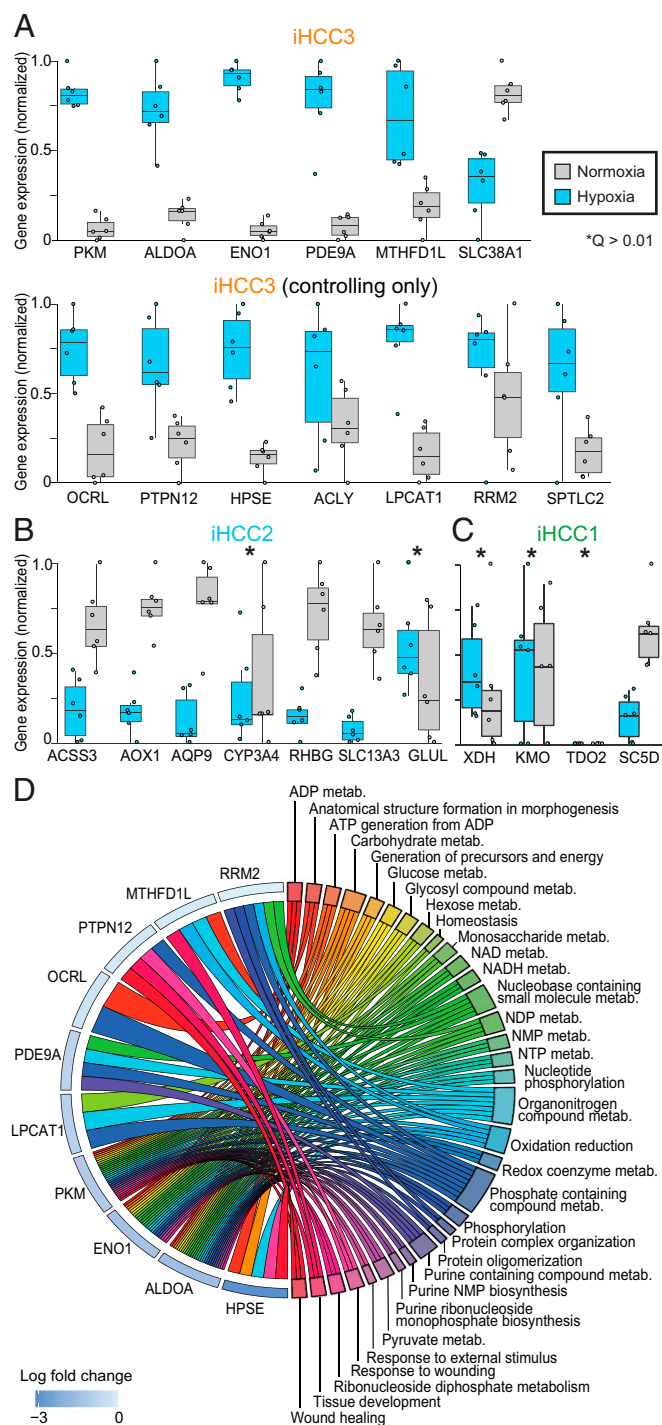 A
iHCC3
Gene expression (normalized)
1.0
0.5
0
PKM ALDOA ENO1 PDE9A MTHFD1L SLC38A1
Normoxia
Hypoxia
*Q > 0.01
iHCC3 (controlling only)
Gene expression (normalized)
1.0
0.5
0
OCRL PTPN12 HPSE ACLY LPCAT1 RRM2 SPTLC2
B
iHCC2
C
iHCC1
* * * * *
Gene expression (normalized)
1.0
0.5
0
ACSS3 AOX1 AQP9 CYP3A4 RHBG SLC13A3 GLUL
XDH KMO TDO2 SC5D
D
RRM2
MTHFD1L
PTPN12
OCRL
PDE9A
LPCAT1
PKM
ENO1
ALDOA
HPSE
ADP metab.
Anatomical structure formation in morphogenesis
ATP generation from ADP
Carbohydrate metab.
Generation of precursors and energy
Glucose metab.
Glycosyl compound metab.
Hexose metab.
Homeostasis
Monosaccharide metab.
NAD metab.
NADH metab.
Nucleobase containing
small molecule metab.
NDP metab.
NMP metab.
NTP metab.
Nucleotide
phosphorylation
Organonitrogen
compound metab.
Oxidation reduction
Redox coenzyme metab.
Phosphate containing
compound metab.
Phosphorylation
Protein complex organization
Protein oligomerization
Purine containing compound metab.
Purine NMP biosynthesis
Purine ribonucleoside
monophosphate biosynthesis
Pyruvate metab.
Response to external stimulus
Response to wounding
Ribonucleoside diphosphate metabolism
Tissue development
Wound healing
Log fold change
−3 0